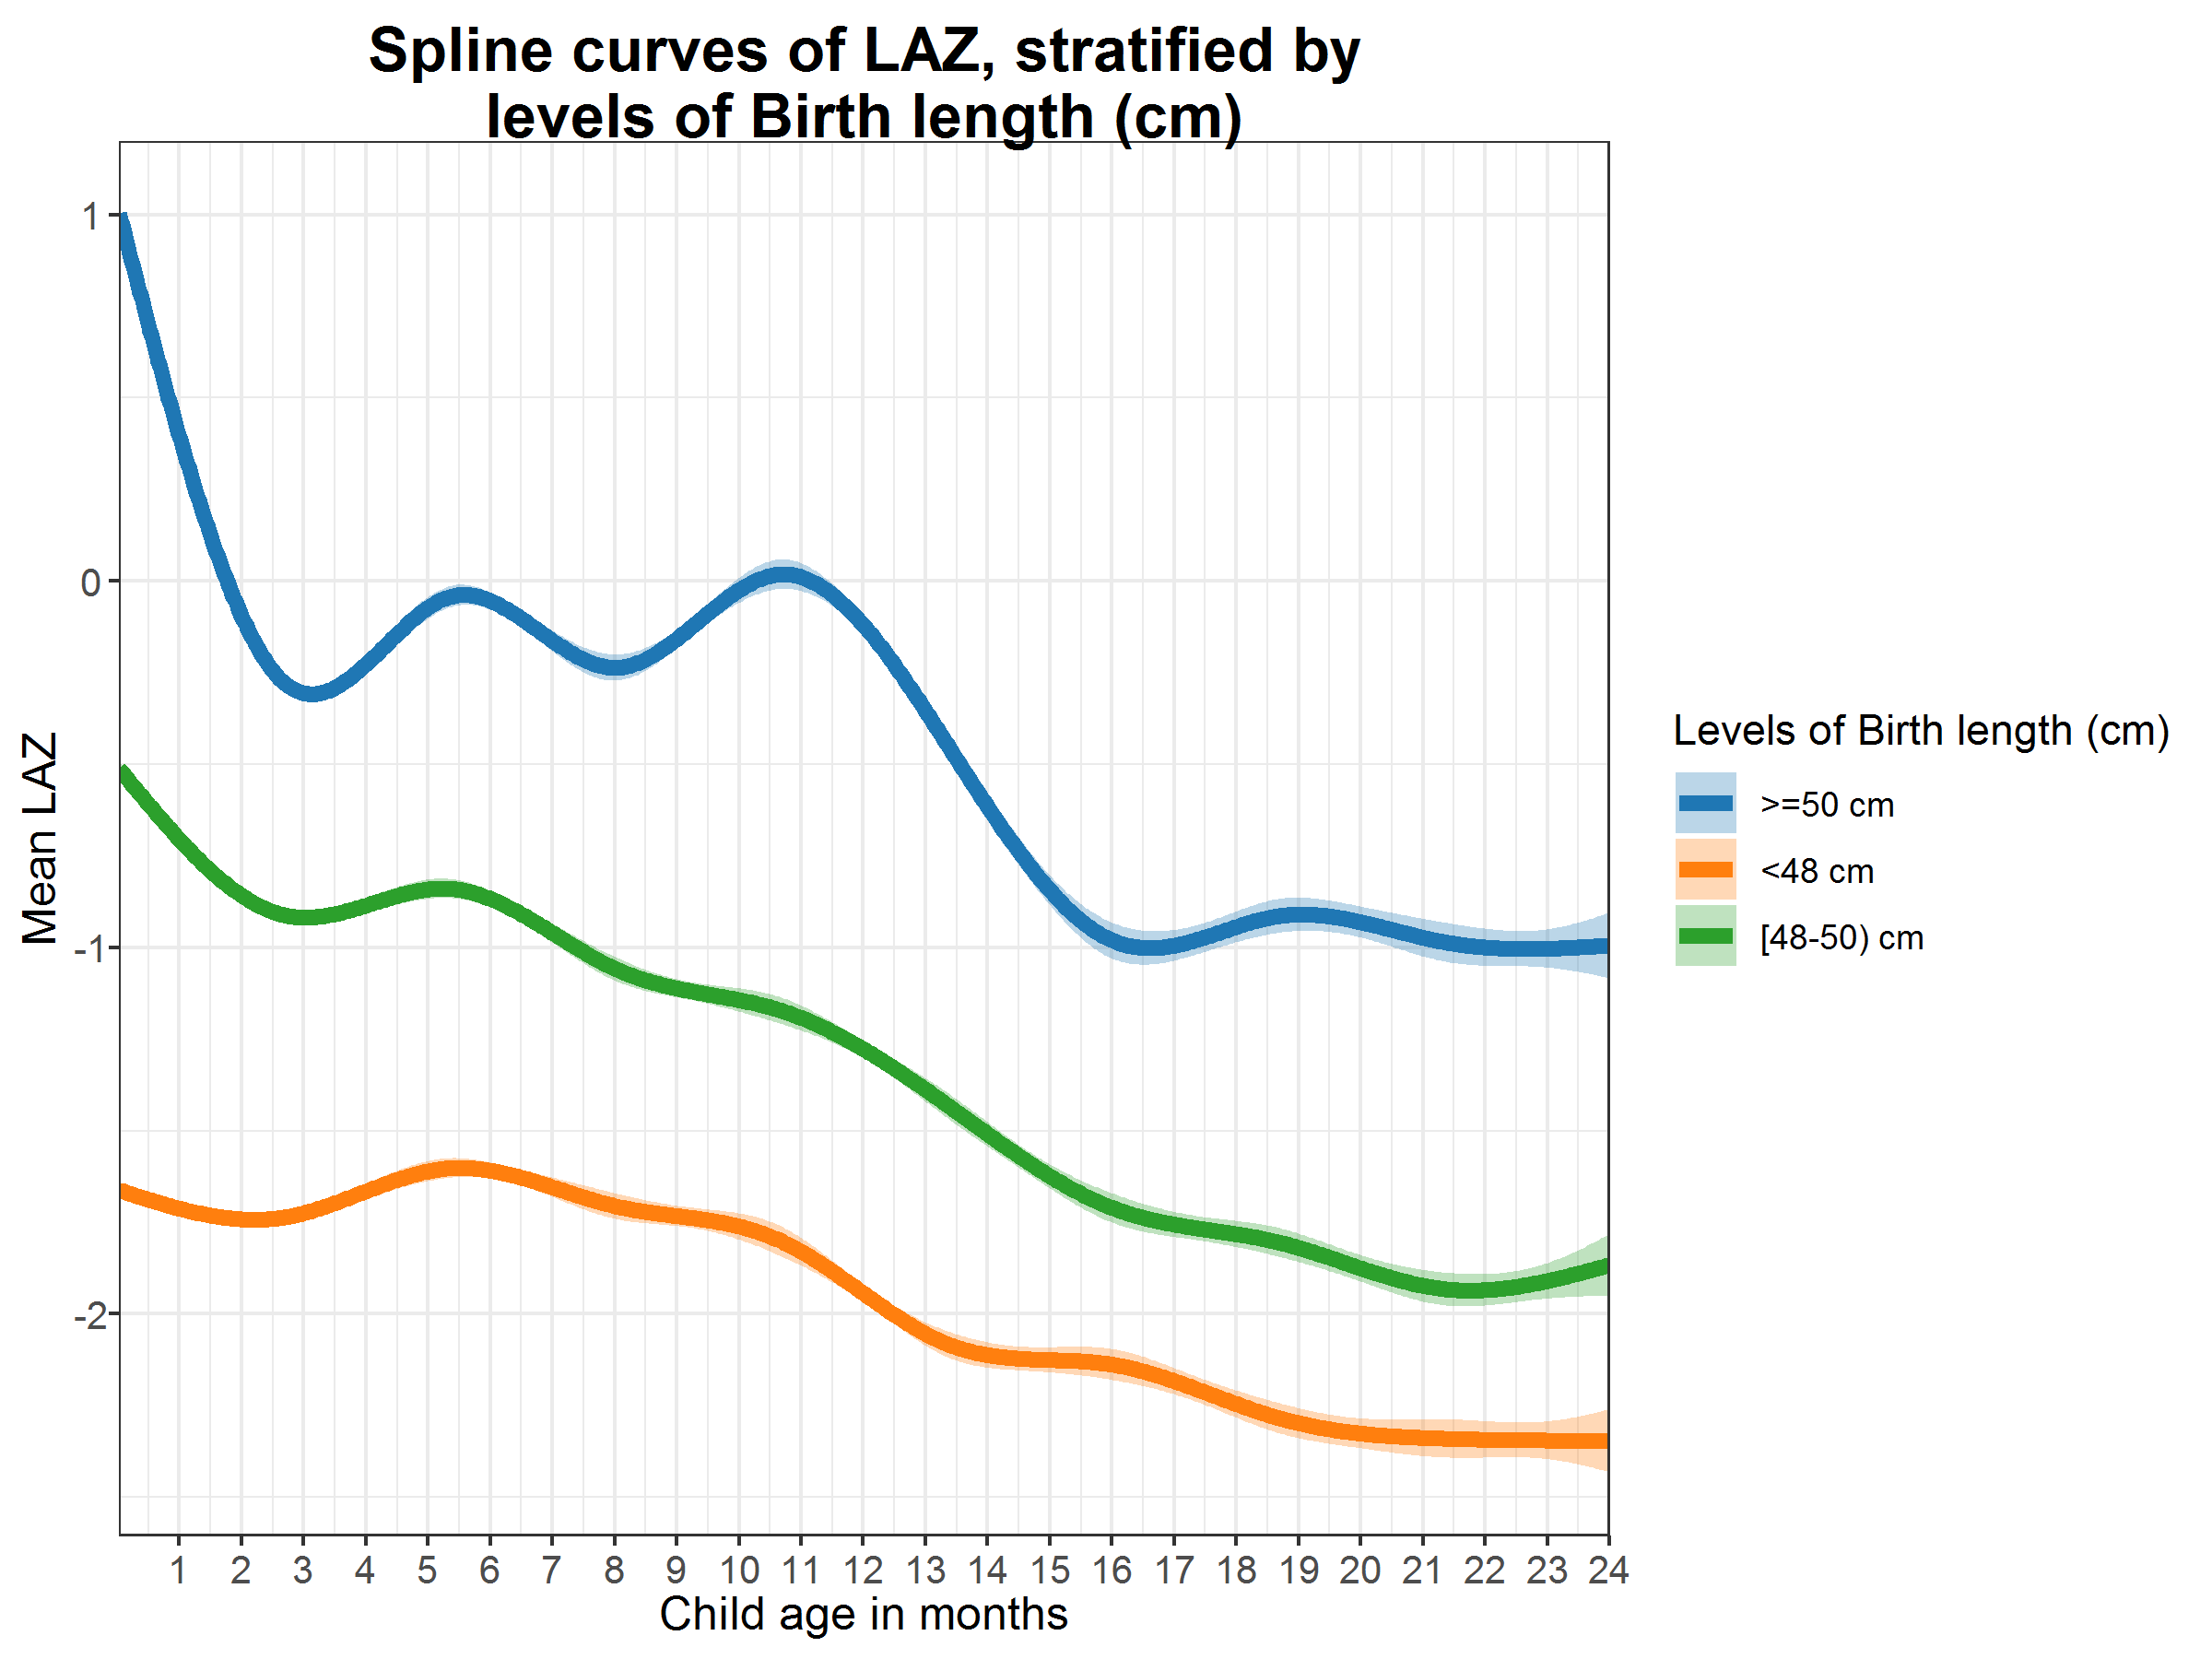 Spline curves of LAZ, stratified by
levels of Birth length (cm)
Mean LAZ
1
0
-1
-2
1 2 3 4 5 6 7 8 9 10 11 12 13 14 15 16 17 18 19 20 21 22 23 24
Child age in months
Levels of Birth length (cm)
>=50 cm
<48 cm
[48-50) cm